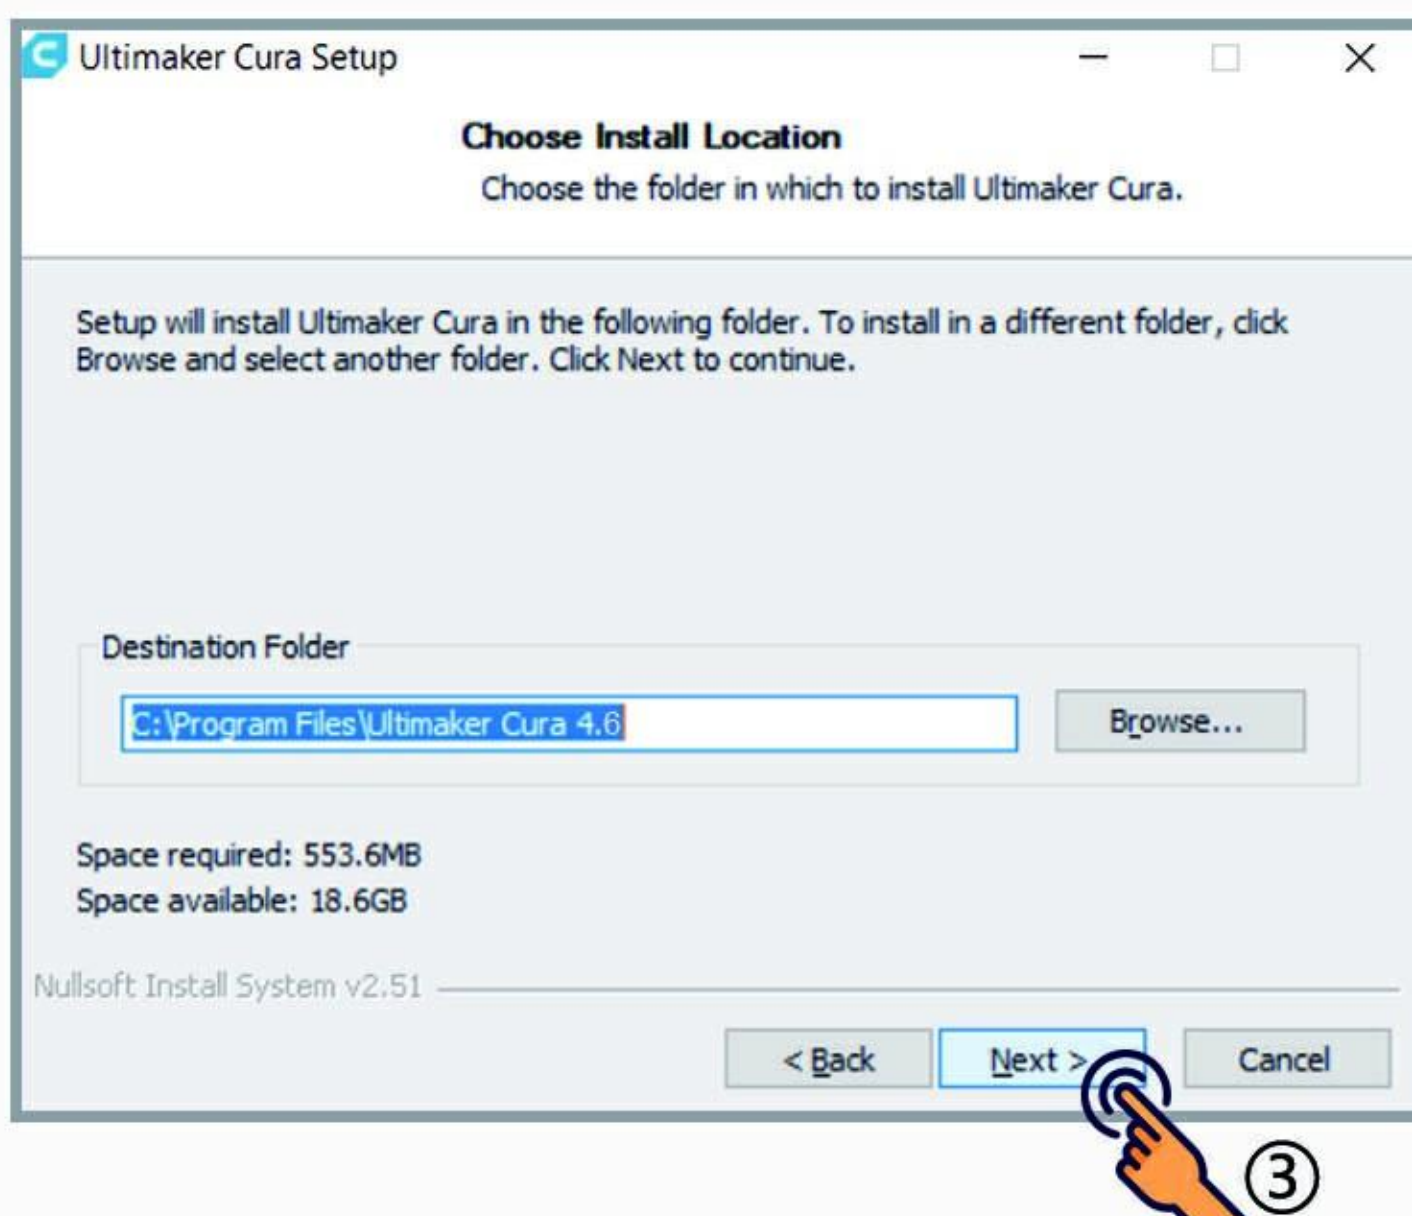 Ultimaker Cura Setup
Choose Install Location
Choose the folder in which to install Ultimaker Cura.
Setup will install Ultimaker Cura in the following folder. To install in a different folder, click
Browse and select another folder. Click Next to continue.
Destination Folder
C:\Program Files\Ultimaker Cura 4.6
Browse...
Space required: 553.6MB
Space available: 18.6GB
Nullsoft Install System v2.51
< Back
Next >
Cancel
③